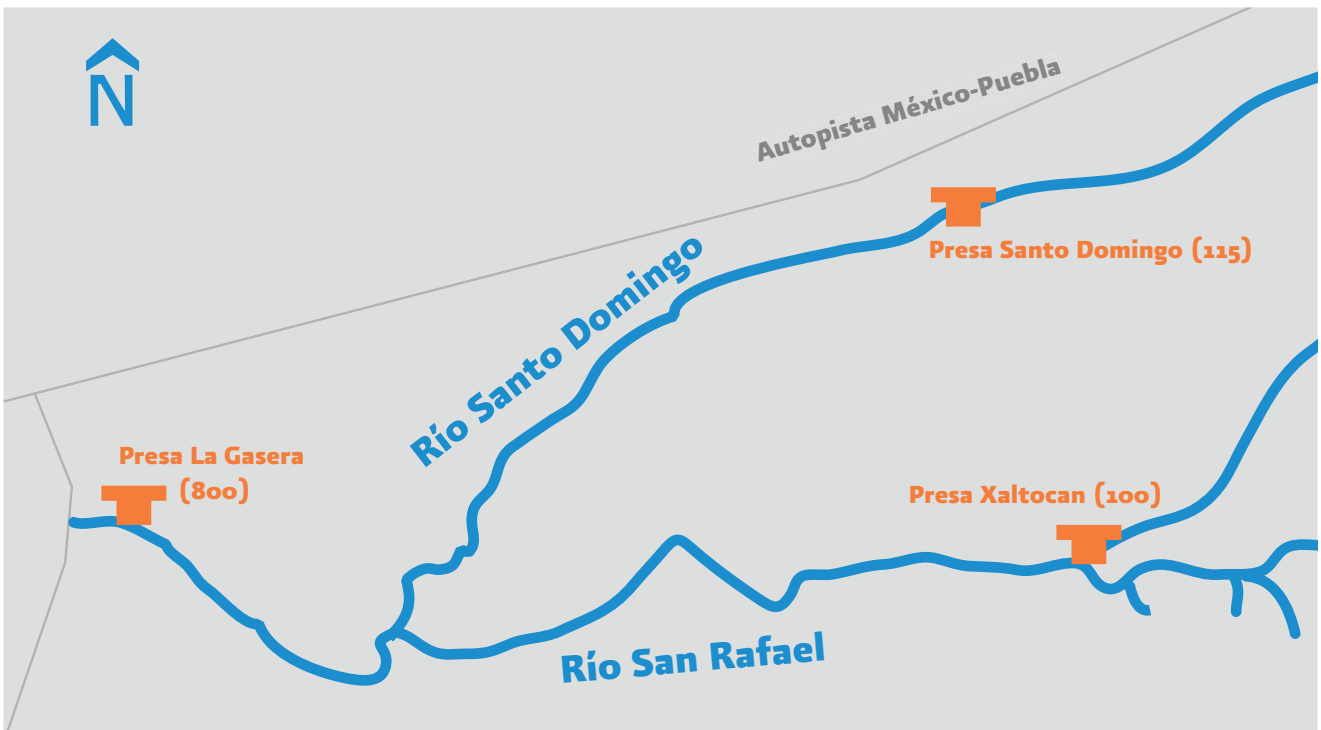 N
Autopista México-Puebla
Presa Santo Domingo (115)
Río Santo Domingo
Presa La Gasera
(800)
Presa Xaltocan (100)
Río San Rafael